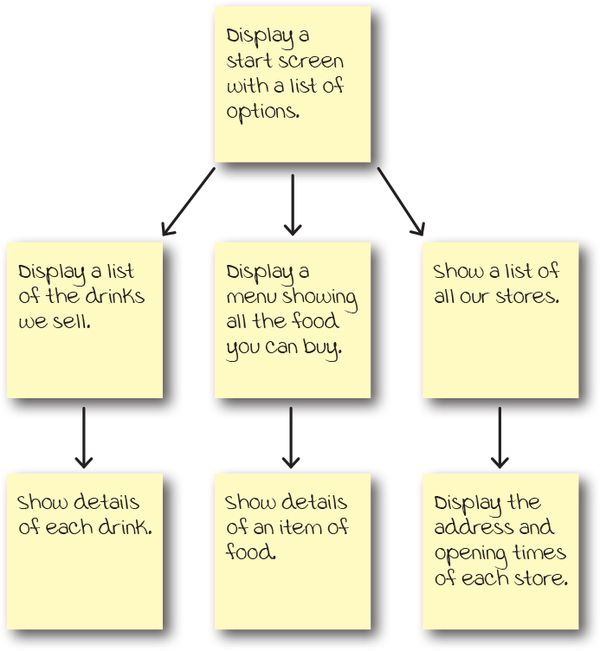 Display a
start screen
with a list of
options.
Display a list
of the drinks
we sell.
Display a
menu showing
all the food
you can buy.
Show a list of
all our stores.
Show details
of each drink.
Show details
of an item of
food.
Display the
address and
opening times
of each store.